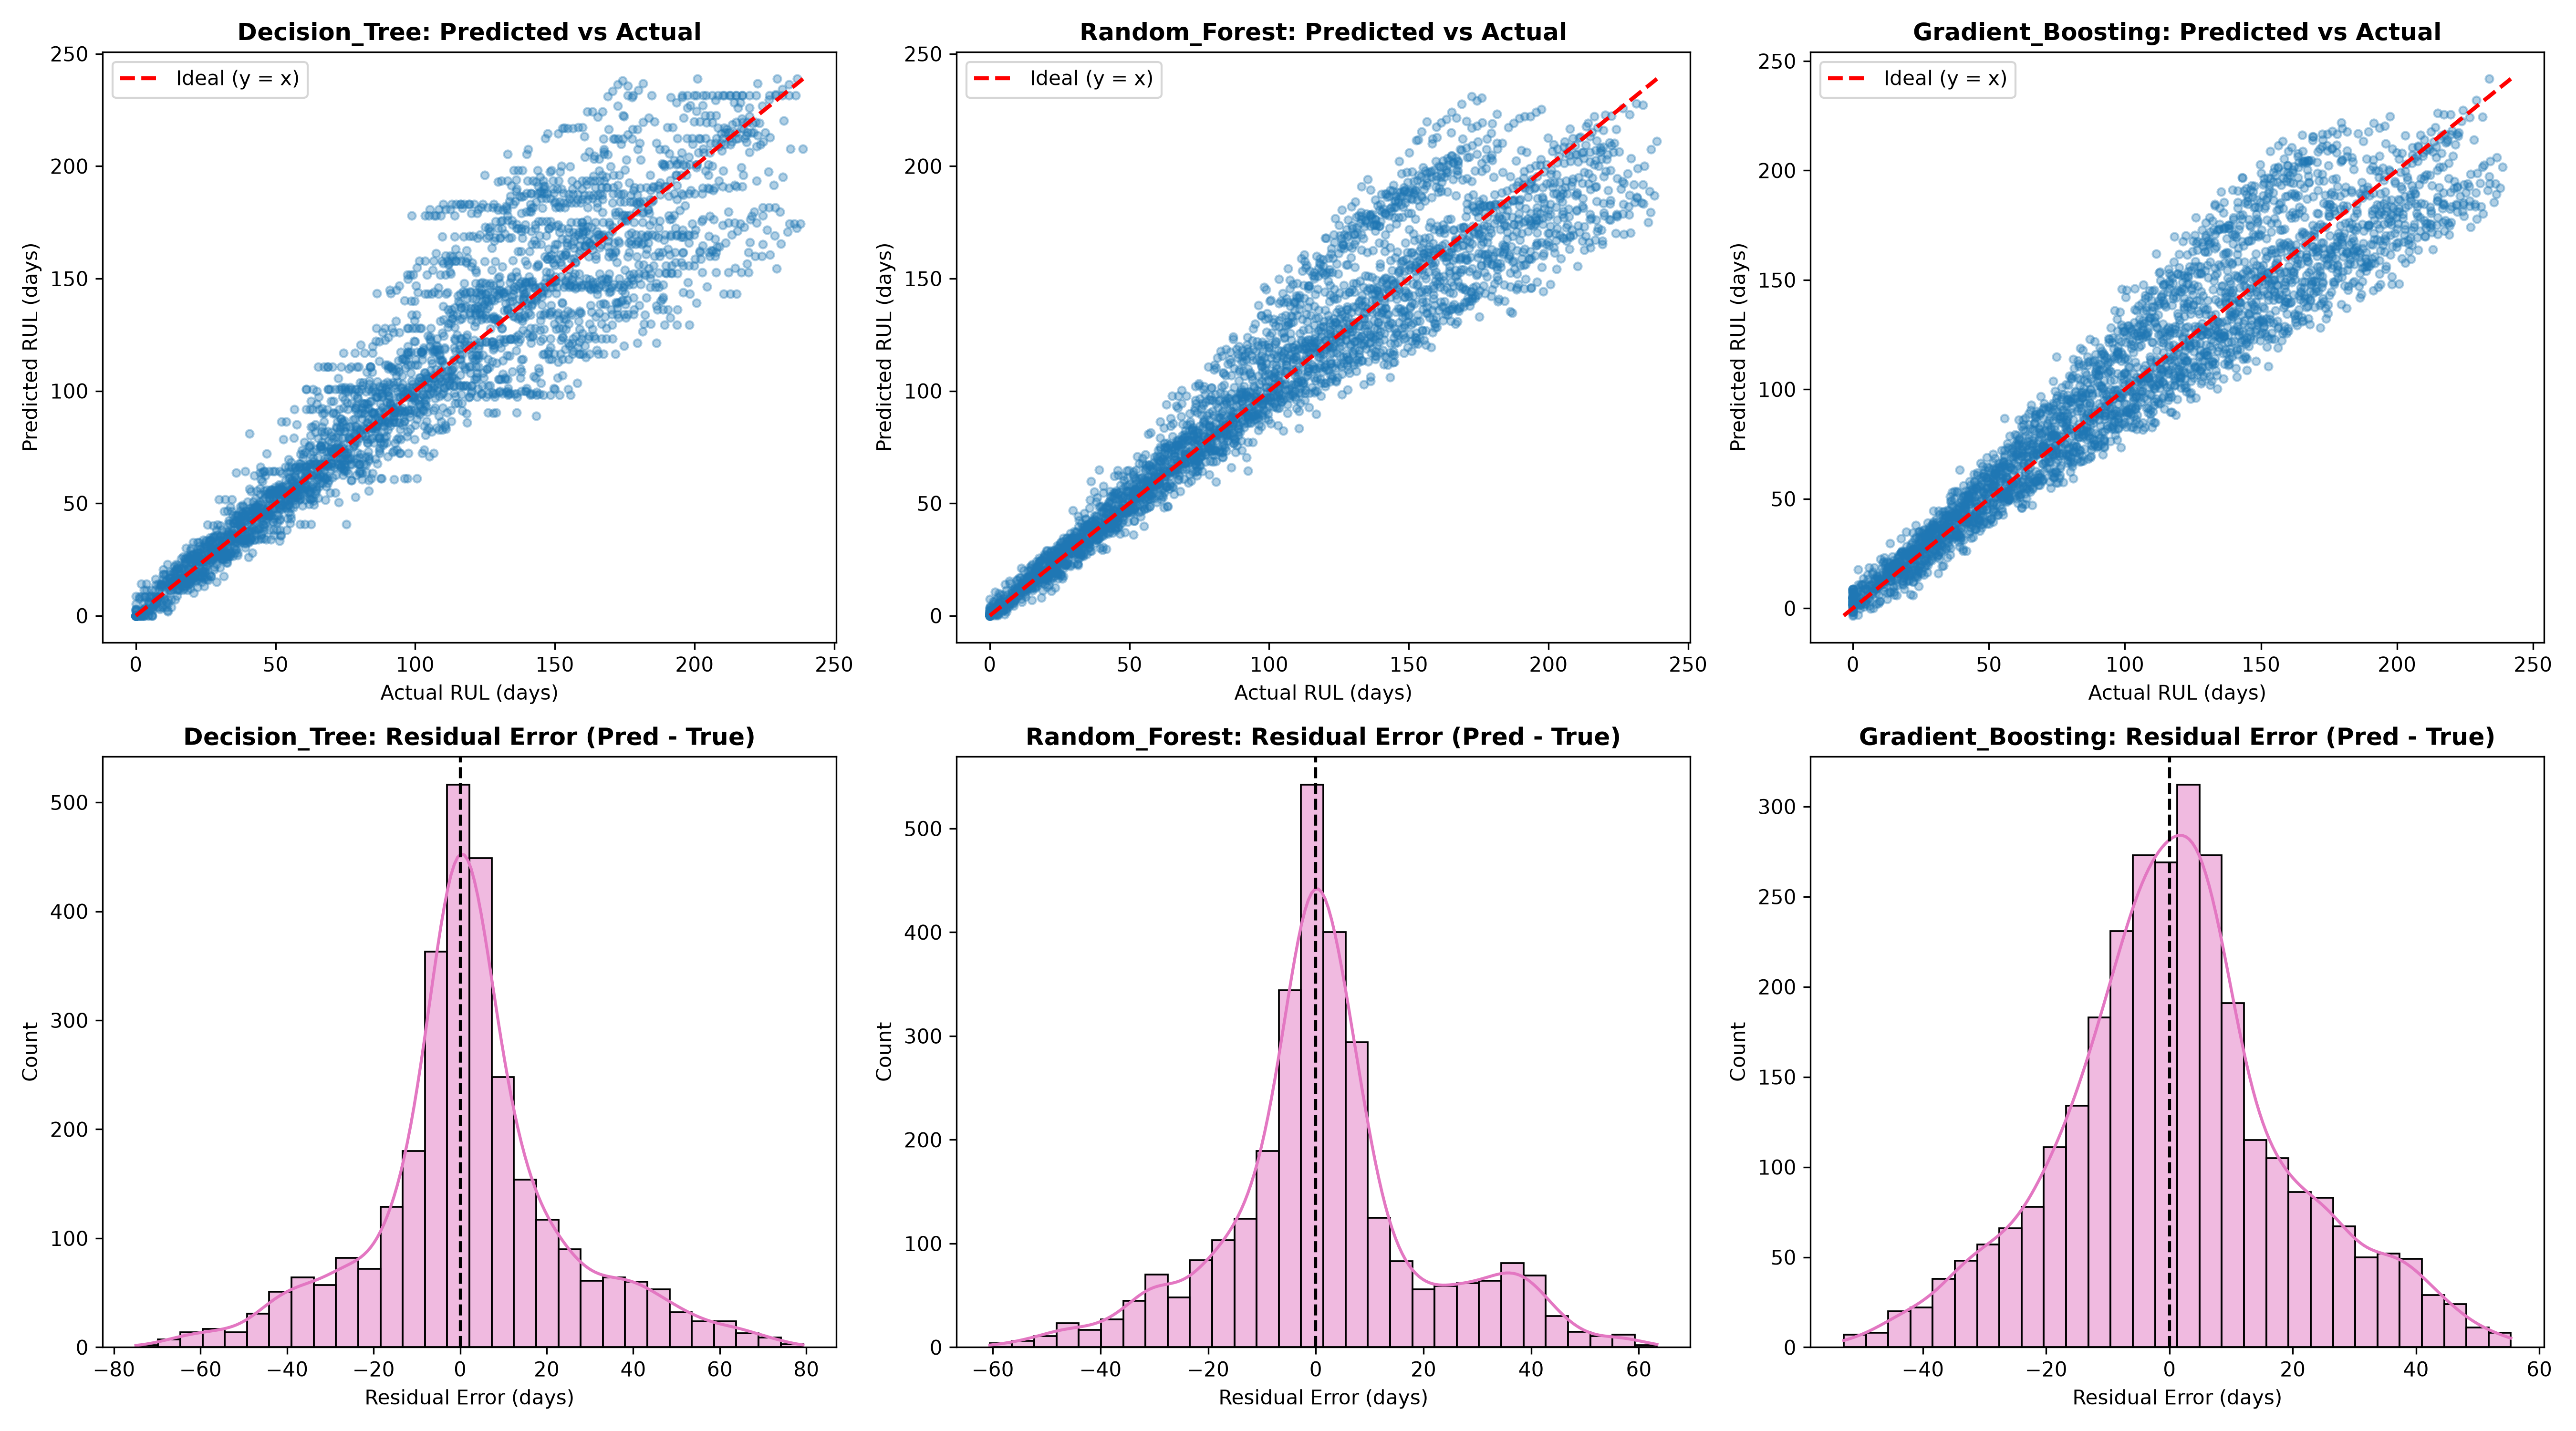 Decision_Tree: Predicted vs Actual
Ideal (y = x)
Predicted RUL (days)
250
200
150
100
50
0
0 50 100 150 200 250
Actual RUL (days)
Random_Forest: Predicted vs Actual
Ideal (y = x)
Predicted RUL (days)
250
200
150
100
50
0
0 50 100 150 200 250
Actual RUL (days)
Gradient_Boosting: Predicted vs Actual
Ideal (y = x)
Predicted RUL (days)
250
200
150
100
50
0
0 50 100 150 200 250
Actual RUL (days)
Decision_Tree: Residual Error (Pred - True)
Count
500
400
300
200
100
0
−80 −60 −40 −20 0 20 40 60 80
Residual Error (days)
Random_Forest: Residual Error (Pred - True)
Count
500
400
300
200
100
0
−60 −40 −20 0 20 40 60
Residual Error (days)
Gradient_Boosting: Residual Error (Pred - True)
Count
300
250
200
150
100
50
0
−40 −20 0 20 40 60
Residual Error (days)